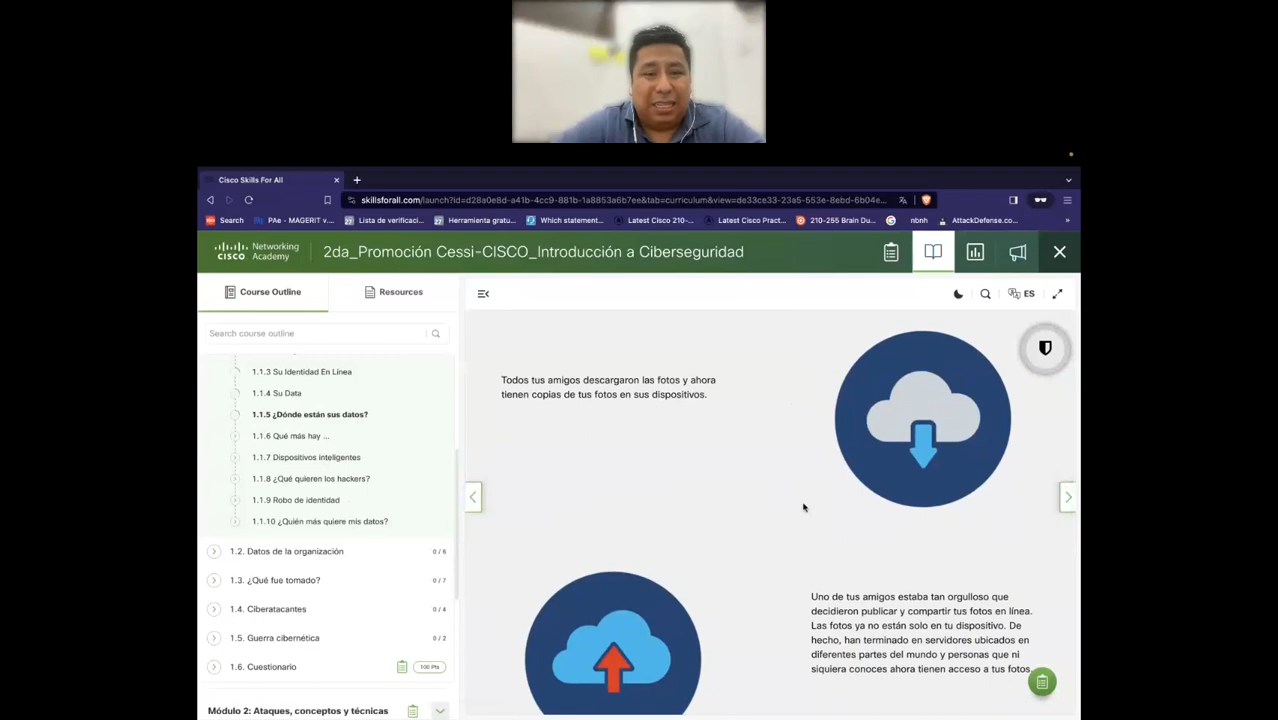 Cisco Skills For All
skillsforall.com/launch?id=d28a0e8d-a41b-4cc9-881b-1a8853a6b7ee&tab=curriculum&view=de33ce33-23a5-553e-8ebd-6b04e...
Search
PAe - MAGERIT v....
Lista de verificaci...
Herramienta gratu...
Which statement...
Latest Cisco 210-...
Latest Cisco Pract...
210-255 Brain Du...
nbnh
AttackDefense.co...
»
CISCO
Networking
Academy
2da_Promoción Cessi-CISCO_Introducción a Ciberseguridad
Course Outline
Resources
ES
Search course outline
1.1.3 Su Identidad En Línea
1.1.4 Su Data
1.1.5 ¿Dónde están sus datos?
1.1.6 Qué más hay ...
1.1.7 Dispositivos inteligentes
1.1.8 ¿Qué quieren los hackers?
1.1.9 Robo de identidad
1.1.10 ¿Quién más quiere mis datos?
1.2. Datos de la organización 0 / 6
1.3. ¿Qué fue tomado? 0 / 7
1.4. Ciberatacantes 0 / 4
1.5. Guerra cibernética 0 / 2
1.6. Cuestionario 100 Pts
Módulo 2: Ataques, conceptos y técnicas
Todos tus amigos descargaron las fotos y ahora
tienen copias de tus fotos en sus dispositivos.
Uno de tus amigos estaba tan orgulloso que
decidieron publicar y compartir tus fotos en línea.
Las fotos ya no están solo en tu dispositivo. De
hecho, han terminado en servidores ubicados en
diferentes partes del mundo y personas que ni
siquiera conoces ahora tienen acceso a tus fotos.